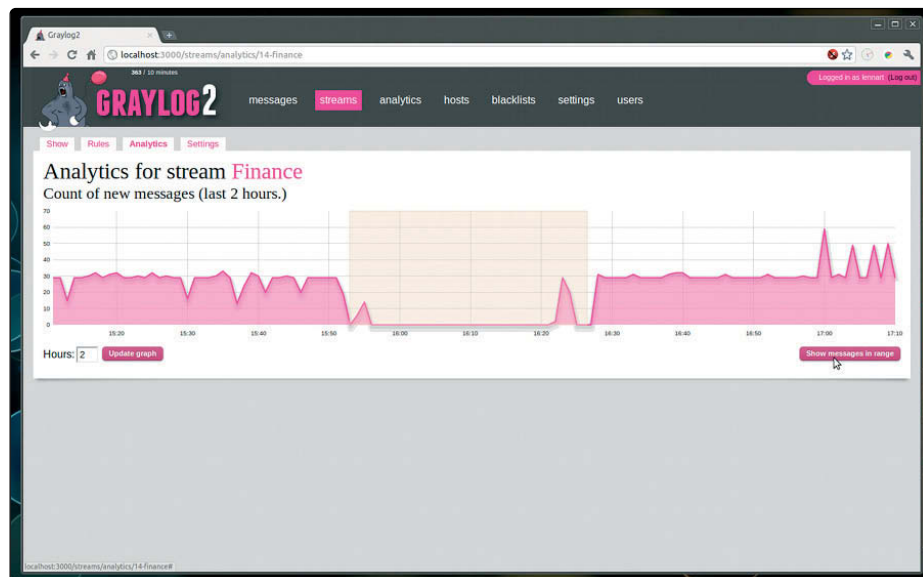 Graylog2
localhost:3000/streams/analytics/14-finance
363 / 10 minutes
Logged in as lennart (Log out)
GRAYLOG2
messages streams analytics hosts blacklists settings users
Show Rules Analytics Settings
Analytics for stream Finance
Count of new messages (last 2 hours.)
70
60
50
40
30
20
10
0
15:20 15:30 15:40 15:50 16:00 16:10 16:20 16:30 16:40 16:50 17:00 17:10
Hours: 2 Update graph Show messages in range
localhost:3000/streams/analytics/14-finance#